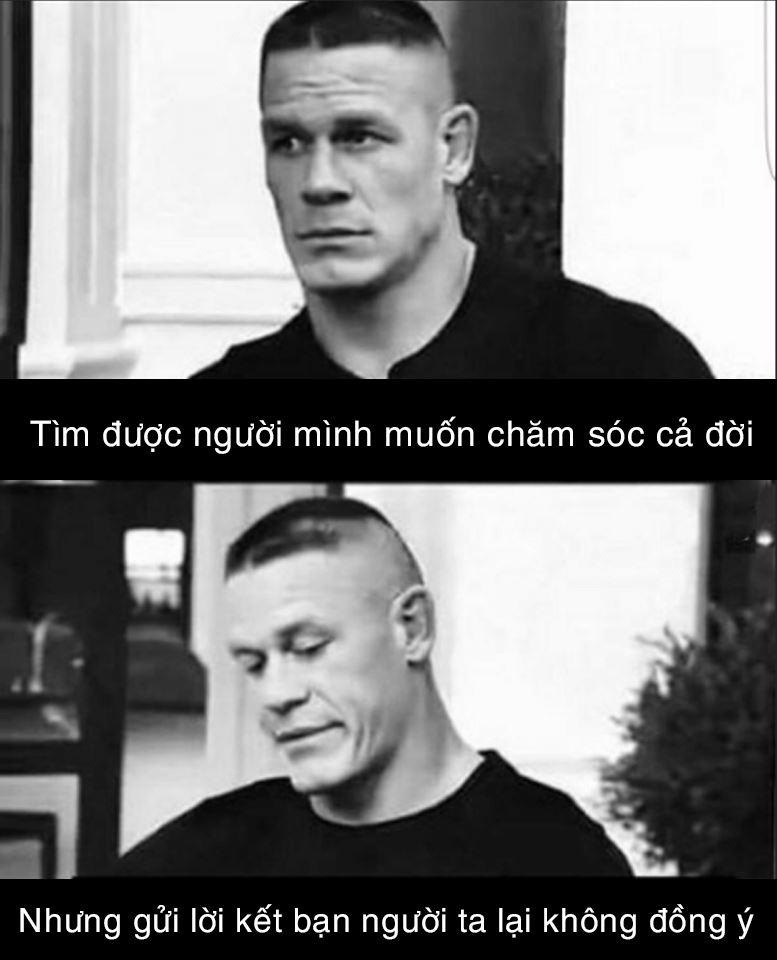 Tìm được người mình muốn chăm sóc cả đời
Nhưng gửi lời kết bạn người ta lại không đồng ý